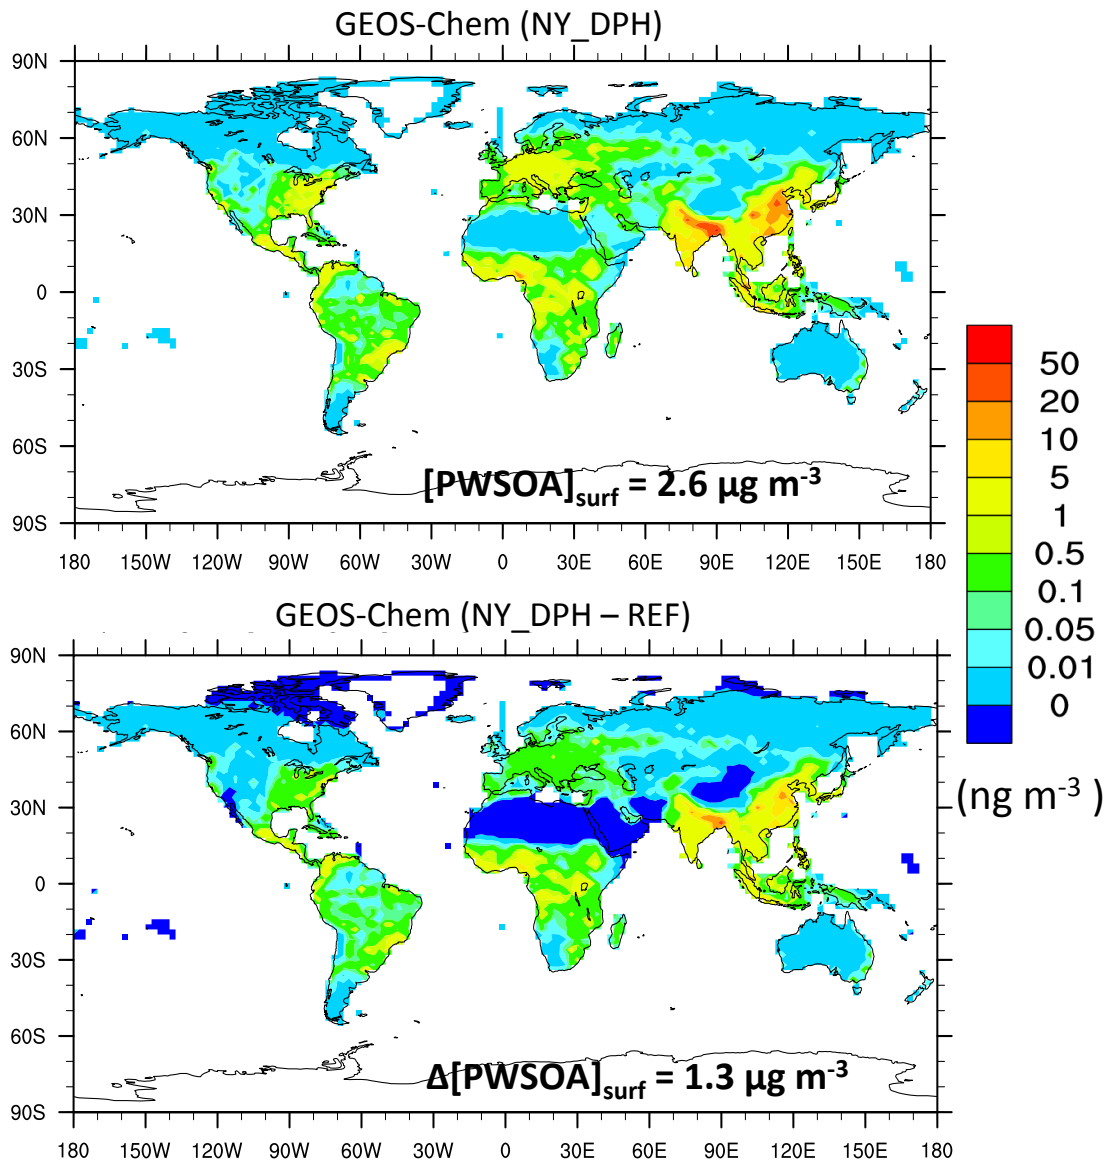 GEOS-Chem (NY_DPH)
90N
60N
30N
0
30S
60S
90S
[PWSOA]surf = 2.6 µg m-3
180 150W 120W 90W 60W 30W 0 30E 60E 90E 120E 150E 180
GEOS-Chem (NY_DPH – REF)
90N
60N
30N
0
30S
60S
90S
Δ[PWSOA]surf = 1.3 µg m-3
180 150W 120W 90W 60W 30W 0 30E 60E 90E 120E 150E 180
50
20
10
5
1
0.5
0.1
0.05
0.01
0
(ng m-3 )